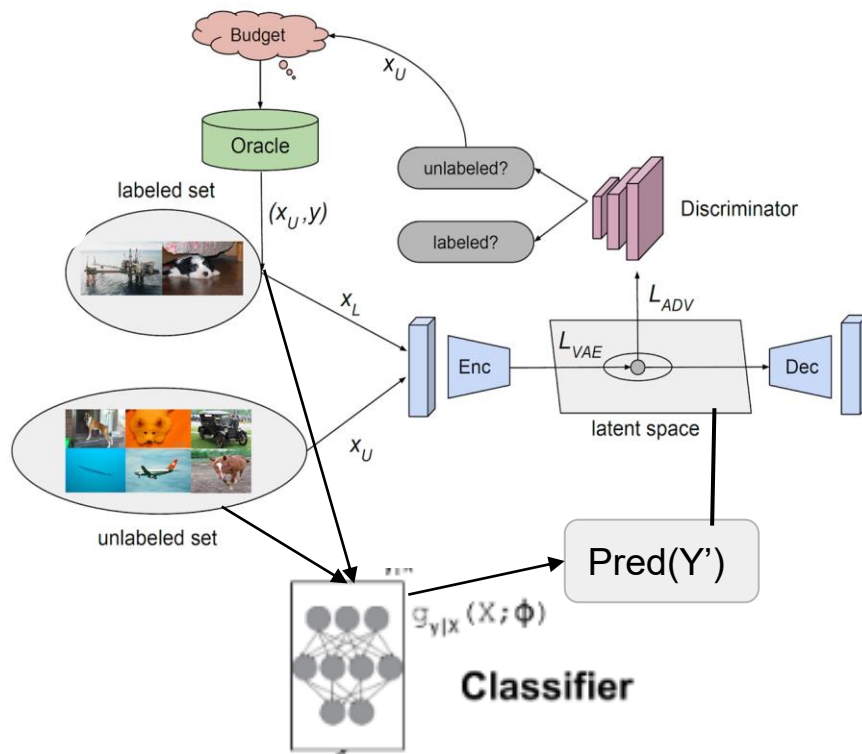 Budget
x_U
Oracle
unlabeled?
labeled set
(x_U, y)
Discriminator
labeled?
x_L
L_ADV
L_VAE
Enc
Dec
latent space
x_U
unlabeled set
Pred(Y’)
g_y|x (X;ϕ)
Classifier